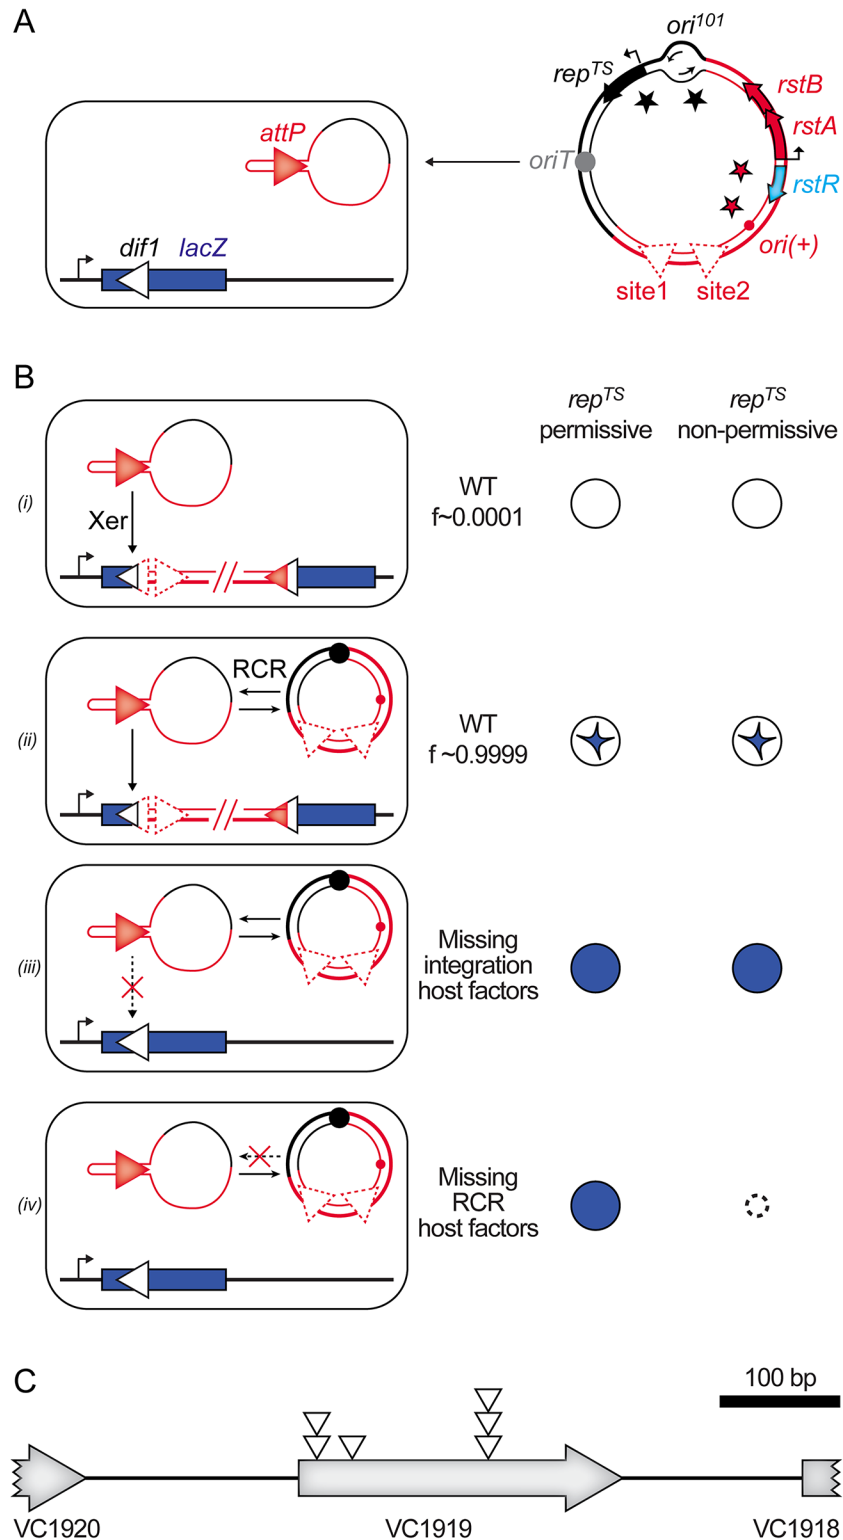 A
ori101
repTS
rstB
attP
rstA
oriT
rstR
dif1 lacZ
ori(+)
site1 site2
B
repTS repTS
permissive non-permissive
(i)
WT
f~0.0001
Xer
RCR
(ii)
WT
f ~0.9999
(iii)
Missing
integration
host factors
(iv)
Missing
RCR
host factors
C
100 bp
VC1920 VC1919 VC1918